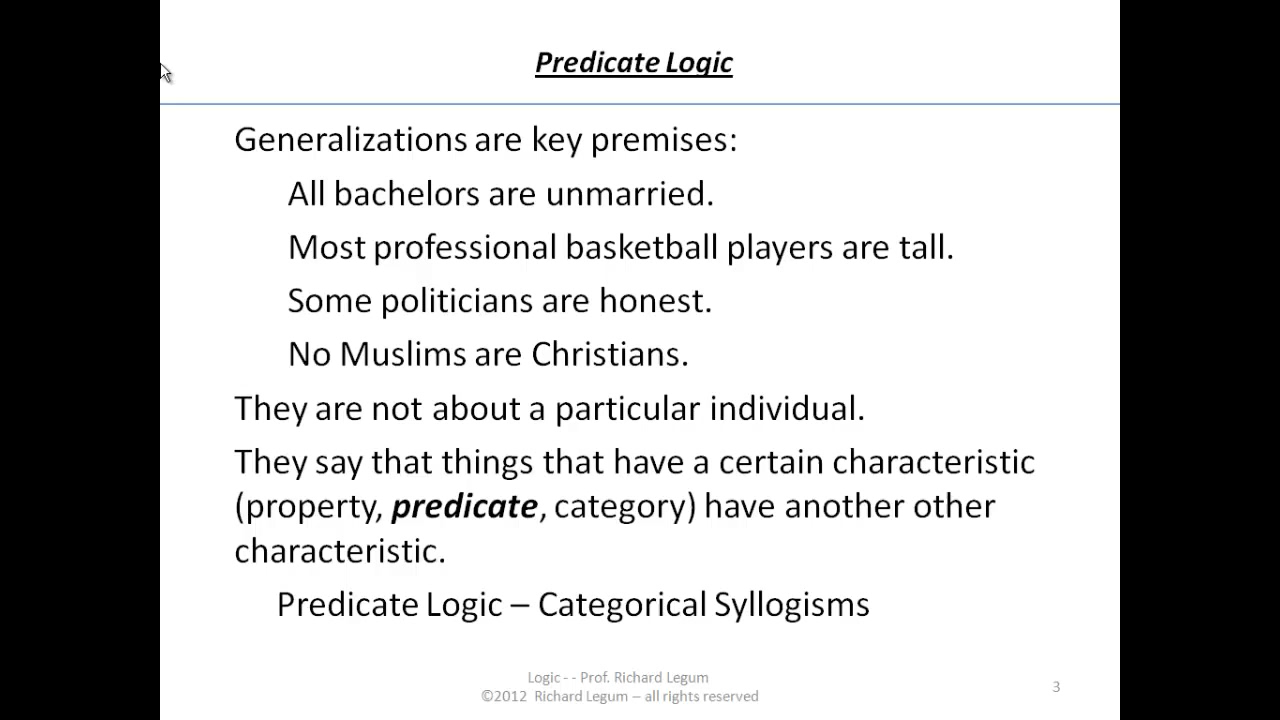 Predicate Logic
Generalizations are key premises:
All bachelors are unmarried.
Most professional basketball players are tall.
Some politicians are honest.
No Muslims are Christians.
They are not about a particular individual.
They say that things that have a certain characteristic
(property, predicate, category) have another other
characteristic.
Predicate Logic – Categorical Syllogisms
Logic - - Prof. Richard Legum
©2012 Richard Legum – all rights reserved
3